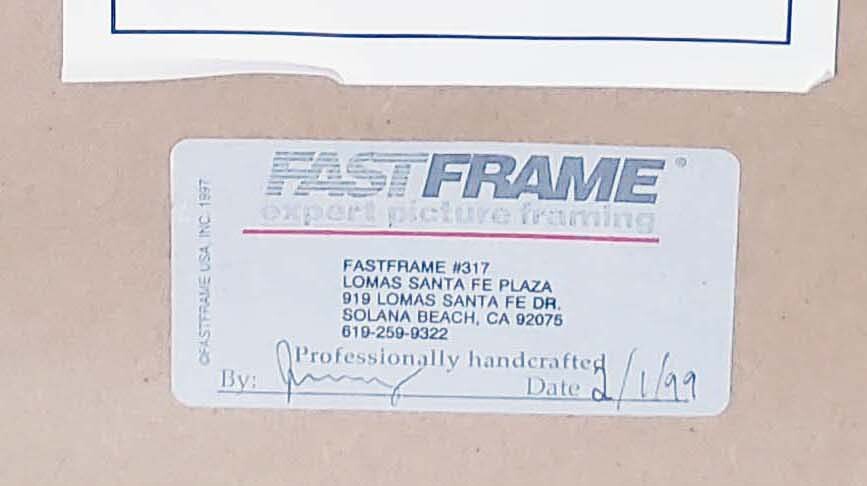 FASTFRAME®
expert picture framing
©FASTFRAME USA, INC. 1997
FASTFRAME #317
LOMAS SANTA FE PLAZA
919 LOMAS SANTA FE DR.
SOLANA BEACH, CA 92075
619-259-9322
Professionally handcrafted
By: Date 2/1/99